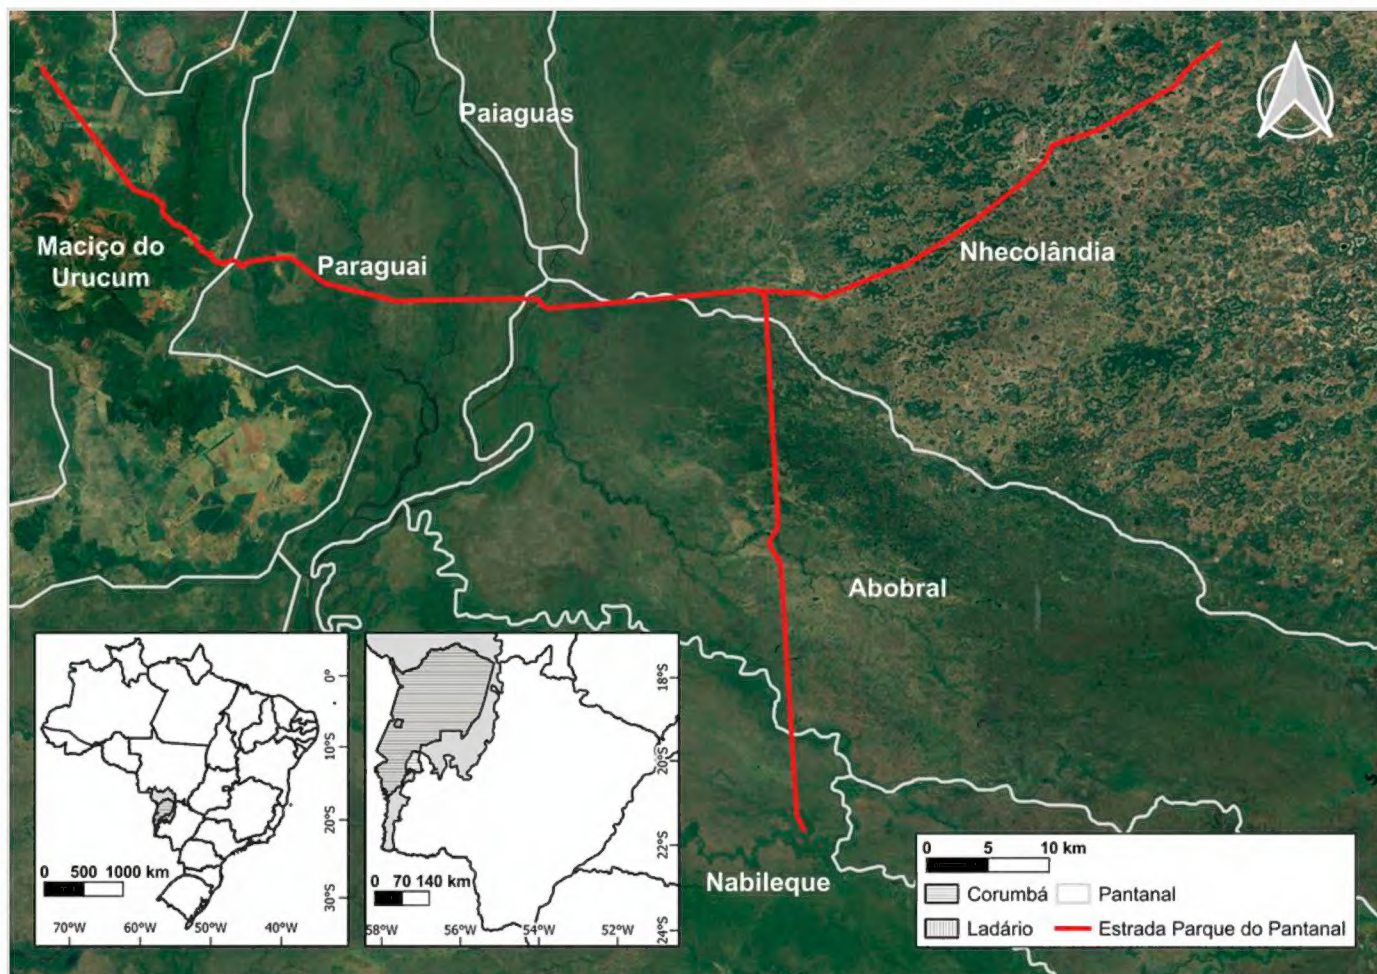 Paiaguas
Maciço do
Urucum
Paraguai
Nhecolândia
Abobral
Nabileque
0°
10°S
20°S
30°S
0 500 1000 km
70°W 60°W 50°W 40°W
18°S
20°S
22°S
24°S
0 70 140 km
58°W 56°W 54°W 52°W
0 5 10 km
Corumbá Pantanal
Ladário Estrada Parque do Pantanal